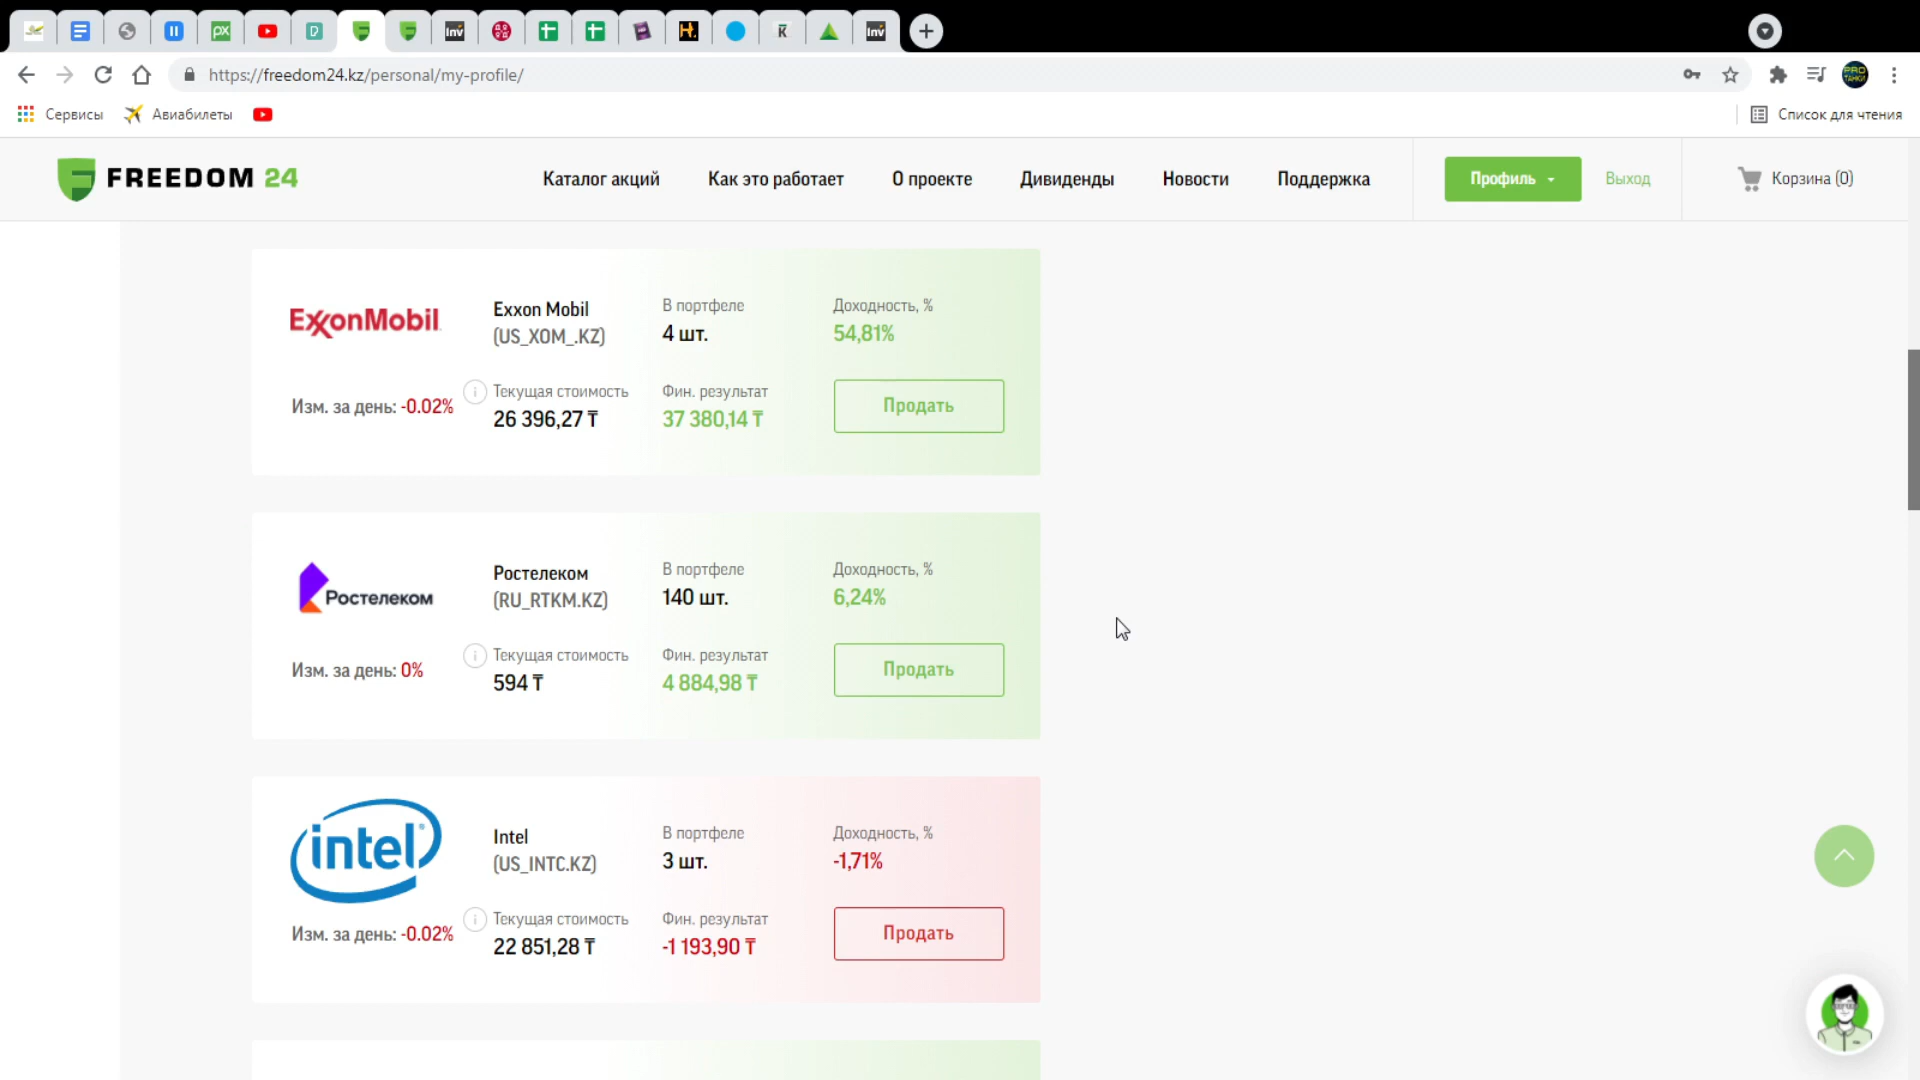 https://freedom24.kz/personal/my-profile/
Сервисы
Авиабилеты
Список для чтения
FREEDOM 24
Каталог акций
Как это работает
О проекте
Дивиденды
Новости
Поддержка
Профиль
Выход
Корзина (0)
ExxonMobil
Exxon Mobil
(US_XOM_.KZ)
В портфеле
4 шт.
Доходность, %
54,81%
Изм. за день: -0.02%
Текущая стоимость
26 396,27 ₸
Фин. результат
37 380,14 ₸
Продать
Ростелеком
Ростелеком
(RU_RTKM.KZ)
В портфеле
140 шт.
Доходность, %
6,24%
Изм. за день: 0%
Текущая стоимость
594 ₸
Фин. результат
4 884,98 ₸
Продать
intel
Intel
(US_INTC.KZ)
В портфеле
3 шт.
Доходность, %
-1,71%
Изм. за день: -0.02%
Текущая стоимость
22 851,28 ₸
Фин. результат
-1 193,90 ₸
Продать